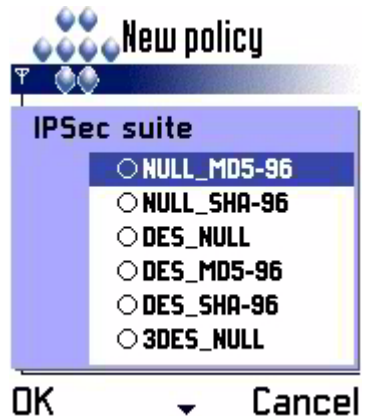 New policy
IPSec suite
NULL_MD5-96
NULL_SHA-96
DES_NULL
DES_MD5-96
DES_SHA-96
3DES_NULL
OK Cancel